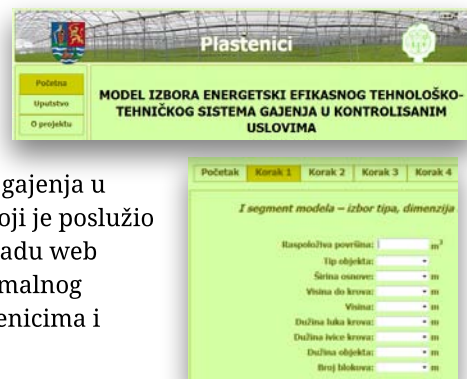 Plastenici
Početna
Uputstvo
O projektu
MODEL IZBORA ENERGETSKI EFIKASNOG TEHNOLOŠKO-
TEHNIČKOG SISTEMA GAJENJA U KONTROLISANIM
USLOVIMA
gajenja u
oji je poslužio
adu web
malnog
enicima i
Početak Korak 1 Korak 2 Korak 3 Korak 4
I segment modela – izbor tipa, dimenzija
Raspoloživa površina: m²
Tip objekta:
Širina osnove: m
Visina do krova: m
Visina: m
Dužina luka krova: m
Dužina ivice krova: m
Dužina objekta: m
Broj blokova: m